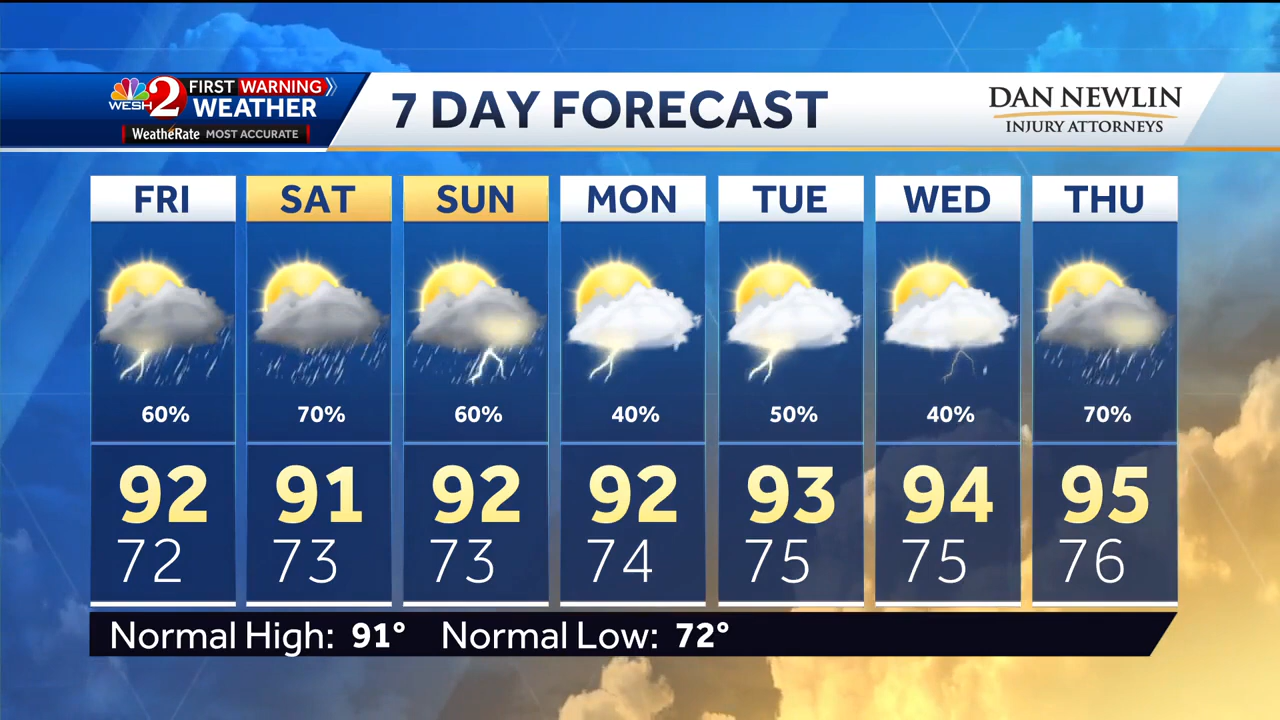 WESH 2 FIRST WARNING
WEATHER
WeatheRate MOST ACCURATE
7 DAY FORECAST
DAN NEWLIN
INJURY ATTORNEYS
FRI SAT SUN MON TUE WED THU
60% 70% 60% 40% 50% 40% 70%
92 91 92 92 93 94 95
72 73 73 74 75 75 76
Normal High: 91° Normal Low: 72°